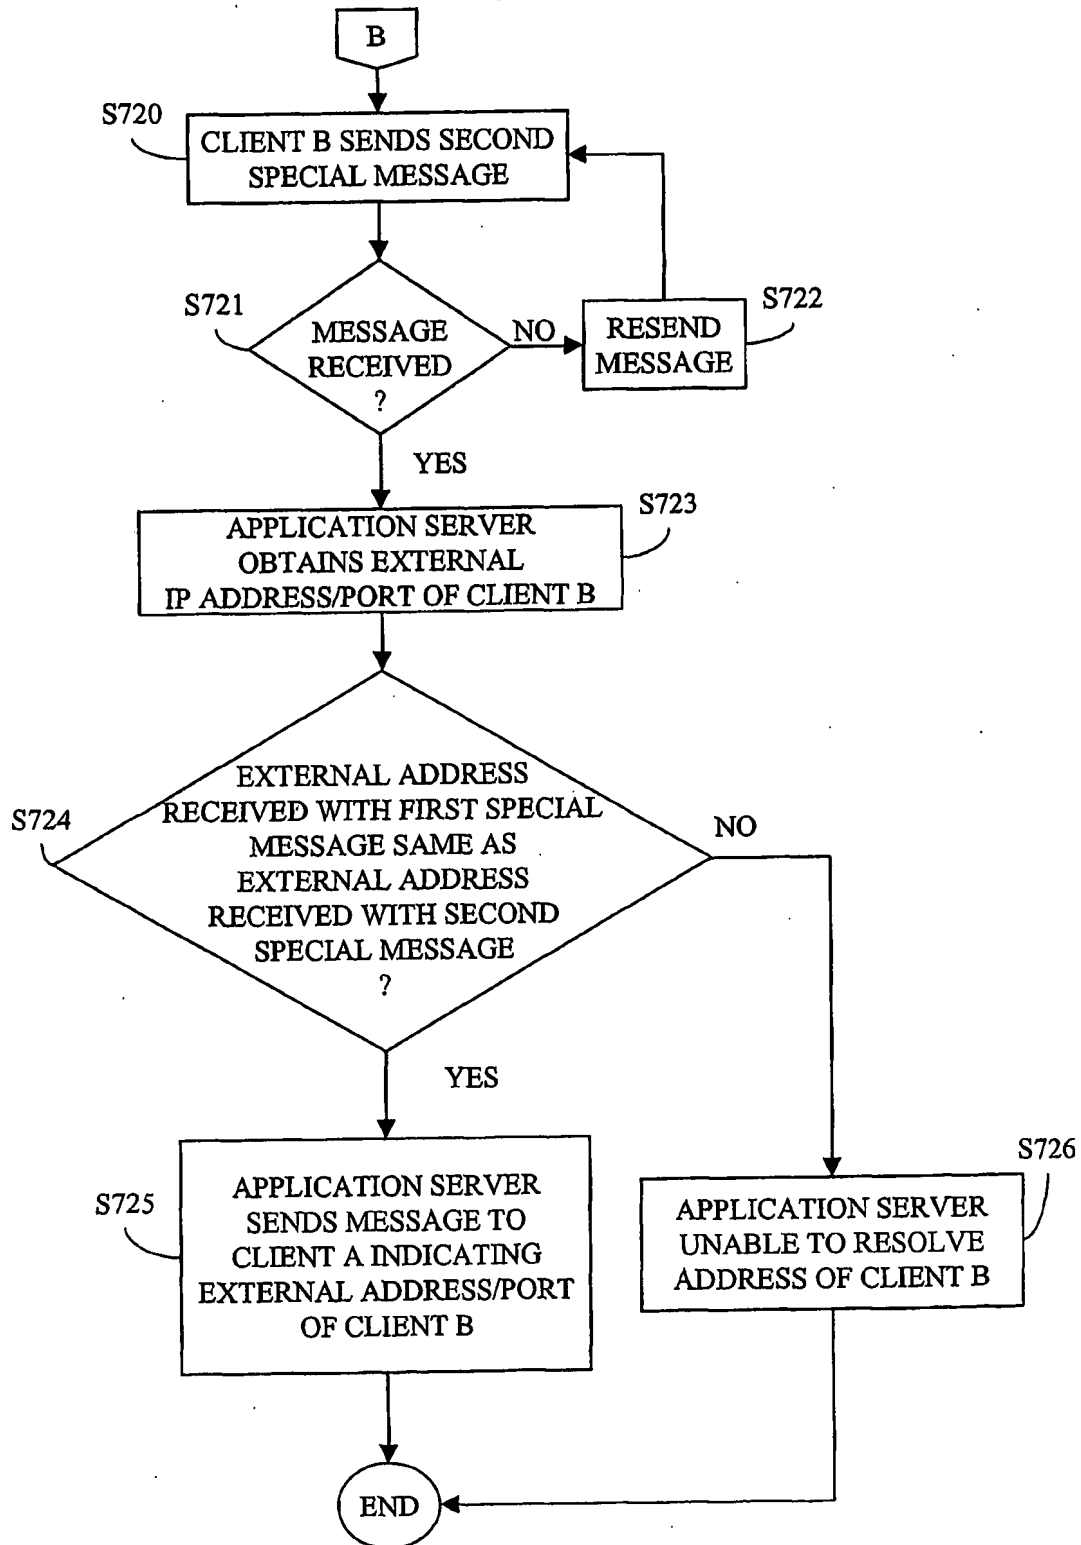 B
S720
CLIENT B SENDS SECOND
SPECIAL MESSAGE
S721
MESSAGE
RECEIVED
?
NO
S722
RESEND
MESSAGE
YES
S723
APPLICATION SERVER
OBTAINS EXTERNAL
IP ADDRESS/PORT OF CLIENT B
S724
EXTERNAL ADDRESS
RECEIVED WITH FIRST SPECIAL
MESSAGE SAME AS
EXTERNAL ADDRESS
RECEIVED WITH SECOND
SPECIAL MESSAGE
?
NO
YES
S725
APPLICATION SERVER
SENDS MESSAGE TO
CLIENT A INDICATING
EXTERNAL ADDRESS/PORT
OF CLIENT B
S726
APPLICATION SERVER
UNABLE TO RESOLVE
ADDRESS OF CLIENT B
END